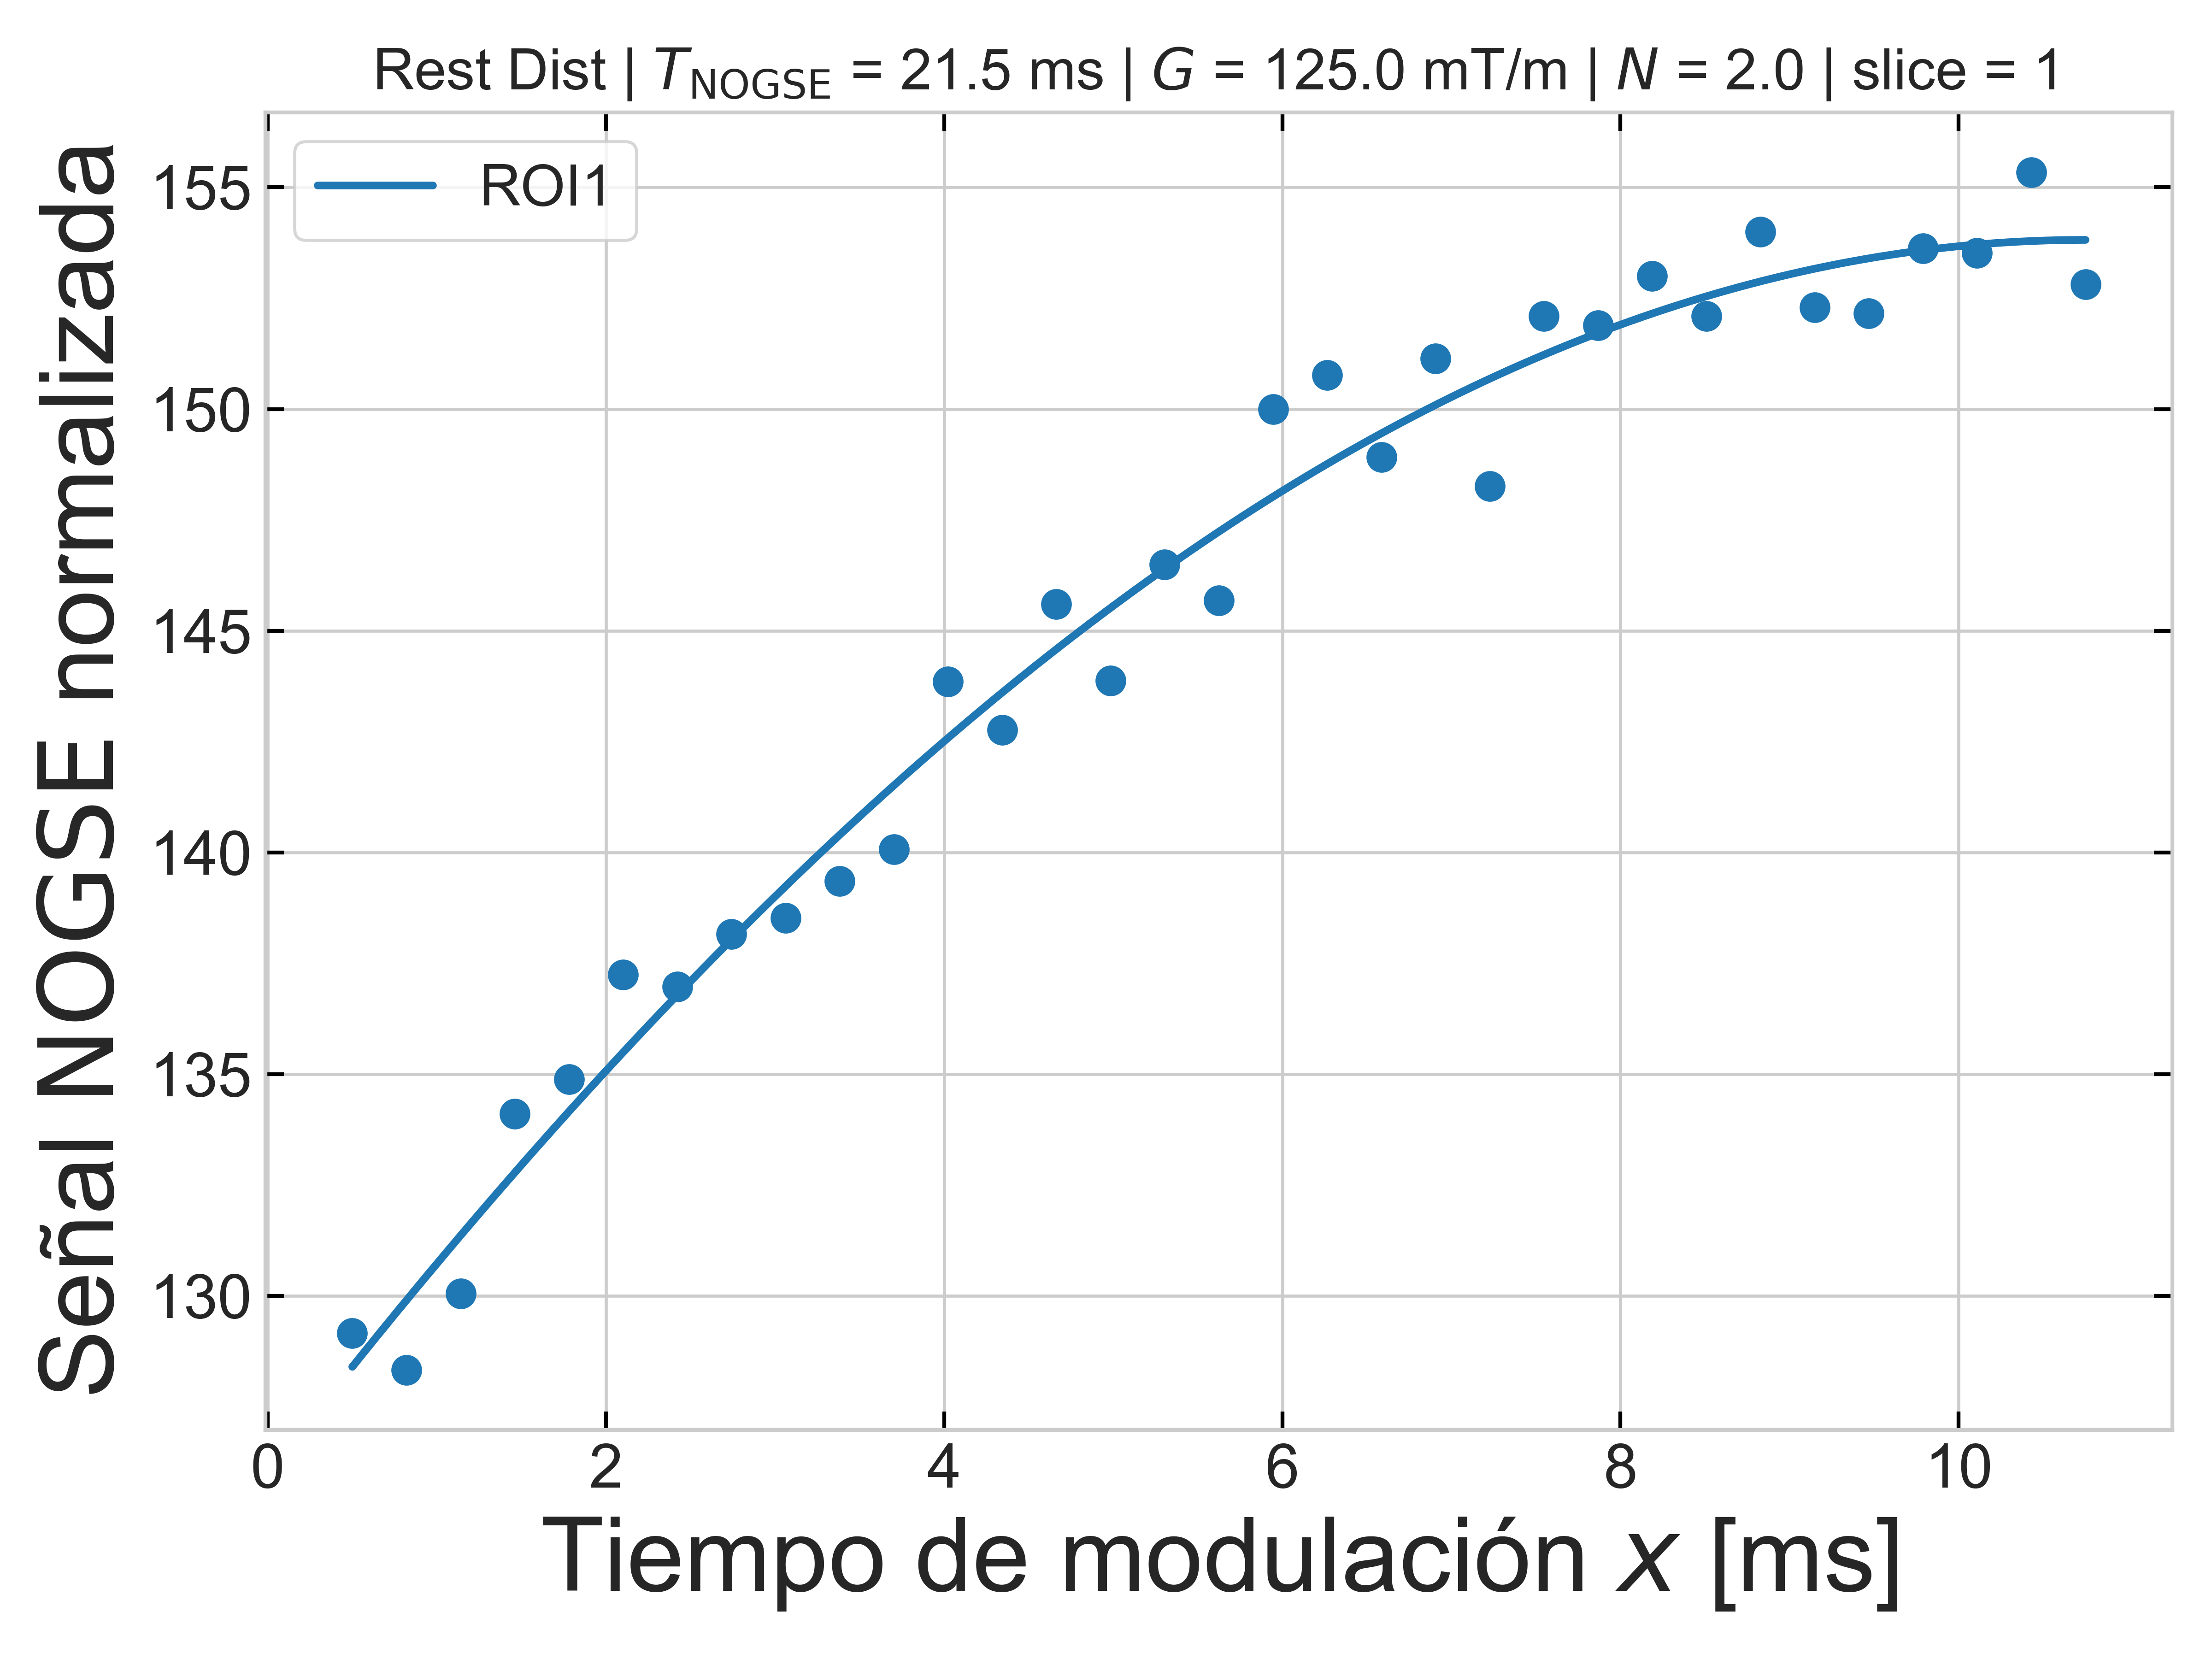 Rest Dist | T_NOGSE = 21.5 ms | G = 125.0 mT/m | N = 2.0 | slice = 1
ROI1
Señal NOGSE normalizada
155
150
145
140
135
130
0 2 4 6 8 10
Tiempo de modulación x [ms]